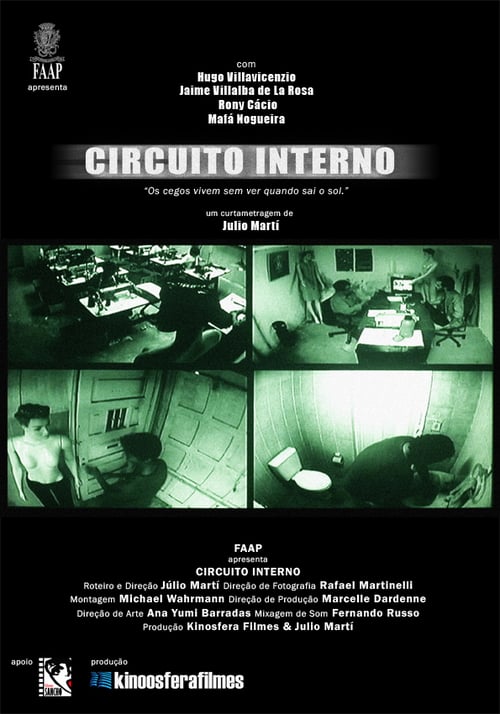 FAAP
apresenta
com
Hugo Villavicenzio
Jaime Villalba de La Rosa
Rony Cácio
Mafá Nogueira
CIRCUITO INTERNO
“Os cegos vivem sem ver quando sai o sol.”
um curtametragem de
Julio Martí
FAAP
apresenta
CIRCUITO INTERNO
Roteiro e Direção Júlio Martí Direção de Fotografia Rafael Martinelli
Montagem Michael Wahrmann Direção de Produção Marcelle Dardenne
Direção de Arte Ana Yumi Barradas Mixagem de Som Fernando Russo
Produção Kinosfera Filmes & Julio Martí
apoio
SANCHO
produção
kinoosferafilmes